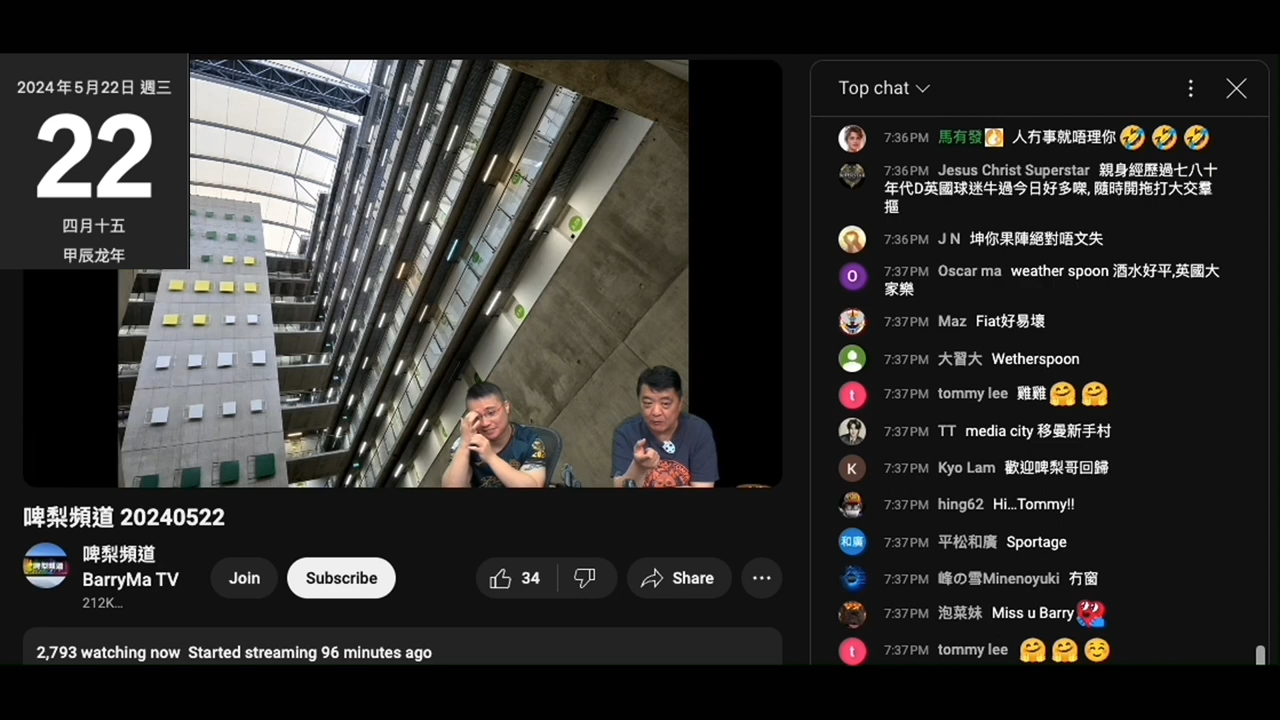 2024年5月22日 週三
22
四月十五
甲辰龙年
啤梨頻道 20240522
啤梨頻道
BarryMa TV
212K...
Join
Subscribe
34
Share
2,793 watching now Started streaming 96 minutes ago
Top chat
7:36PM 馬有發 人冇事就唔理你
7:36PM Jesus Christ Superstar 親身經歷過七八十
年代D英國球迷牛過今日好多㗎, 隨時開拖打大交羣
摳
7:36PM J N 坤你果陣絕對唔文失
7:37PM Oscar ma weather spoon 酒水好平,英國大
家樂
7:37PM Maz Fiat好易壞
7:37PM 大習大 Wetherspoon
7:37PM tommy lee 雞雞
7:37PM TT media city 移曼新手村
7:37PM Kyo Lam 歡迎啤梨哥回歸
7:37PM hing62 Hi...Tommy!!
和廣 7:37PM 平松和廣 Sportage
7:37PM 峰の雪Minenoyuki 冇窗
7:37PM 泡菜妹 Miss u Barry
7:37PM tommy lee